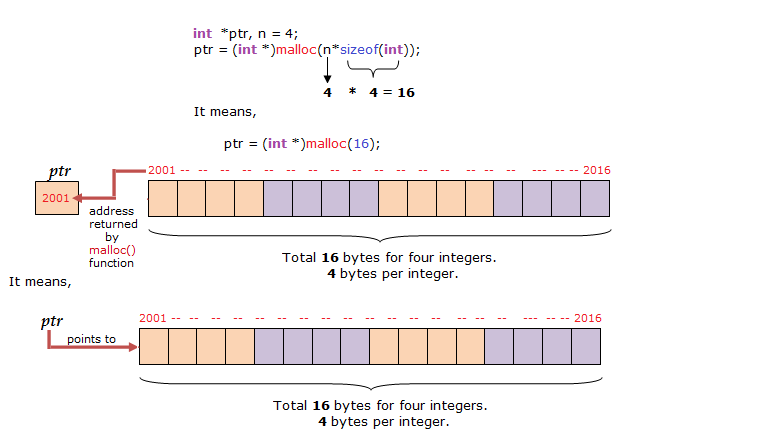 int *ptr, n = 4;
ptr = (int *)malloc(n*sizeof(int));
4 * 4 = 16
It means,
ptr = (int *)malloc(16);
ptr
2001 -- -- -- -- -- -- -- -- -- -- -- -- -- -- -- --- -- -- 2016
2001
address
returned
by
malloc()
function
Total 16 bytes for four integers.
4 bytes per integer.
It means,
ptr
2001 -- -- -- -- -- -- -- -- -- -- -- -- -- -- -- --- -- -- 2016
points to
Total 16 bytes for four integers.
4 bytes per integer.